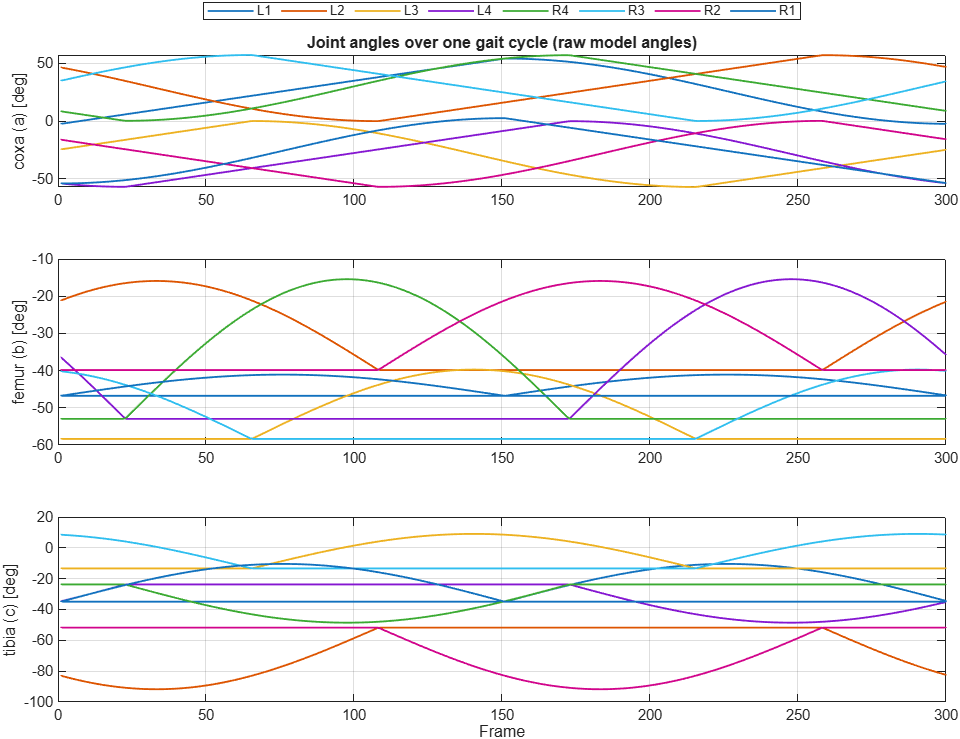 L1 L2 L3 L4 R4 R3 R2 R1
Joint angles over one gait cycle (raw model angles)
coxa (a) [deg]
50
0
-50
0 50 100 150 200 250 300
femur (b) [deg]
-10
-20
-30
-40
-50
-60
0 50 100 150 200 250 300
tibia (c) [deg]
20
0
-20
-40
-60
-80
-100
0 50 100 150 200 250 300
Frame